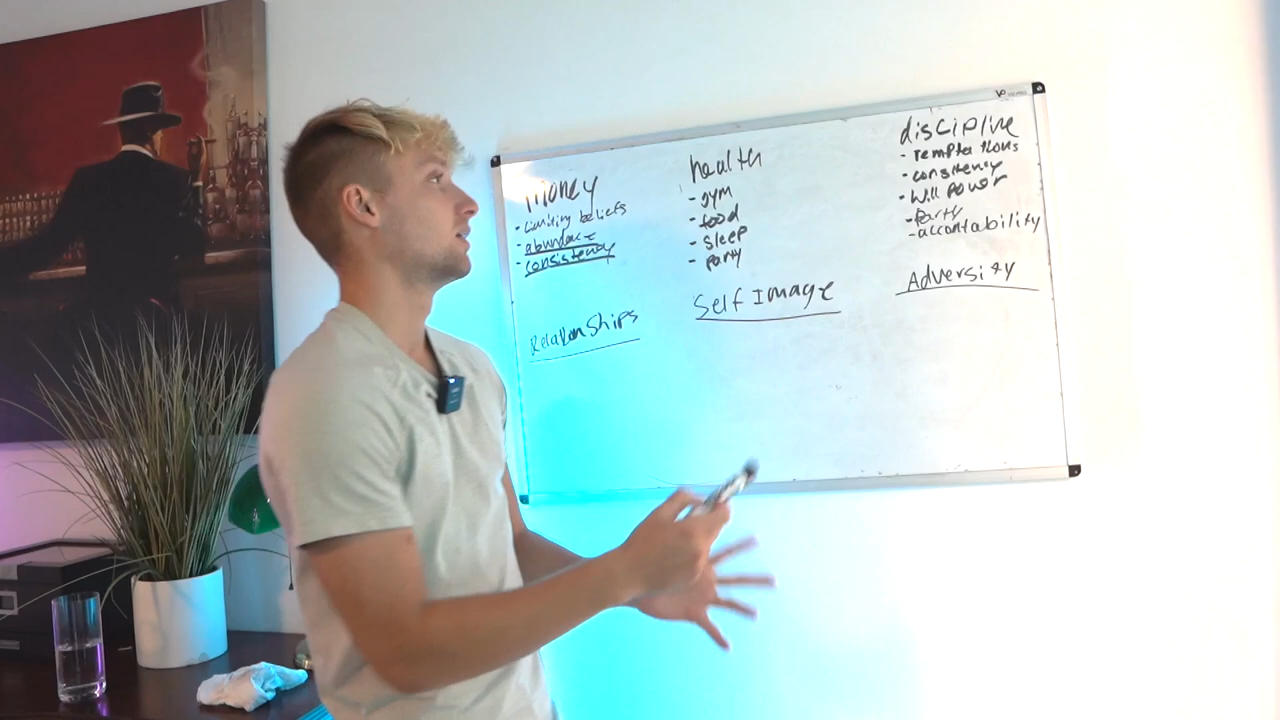 money
- Limiting beliefs
- abundance
- consistency
Relationships
health
- gym
- food
- sleep
- party
Self Image
discipline
- Temptations
- consistency
- Will Power
- Party
- accontability
Adversity